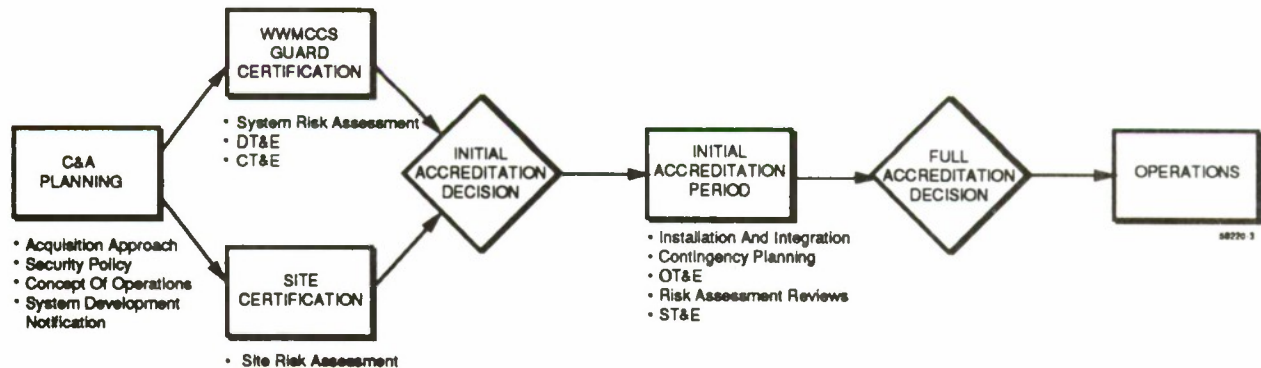 C&A
PLANNING
• Acquisition Approach
• Security Policy
• Concept Of Operations
• System Development
Notification
WWMCCS
GUARD
CERTIFICATION
• System Risk Assessment
• DT&E
• CT&E
SITE
CERTIFICATION
• Site Risk Assessment
INITIAL
ACCREDITATION
DECISION
INITIAL
ACCREDITATION
PERIOD
• Installation And Integration
• Contingency Planning
• OT&E
• Risk Assessment Reviews
• ST&E
FULL
ACCREDITATION
DECISION
OPERATIONS